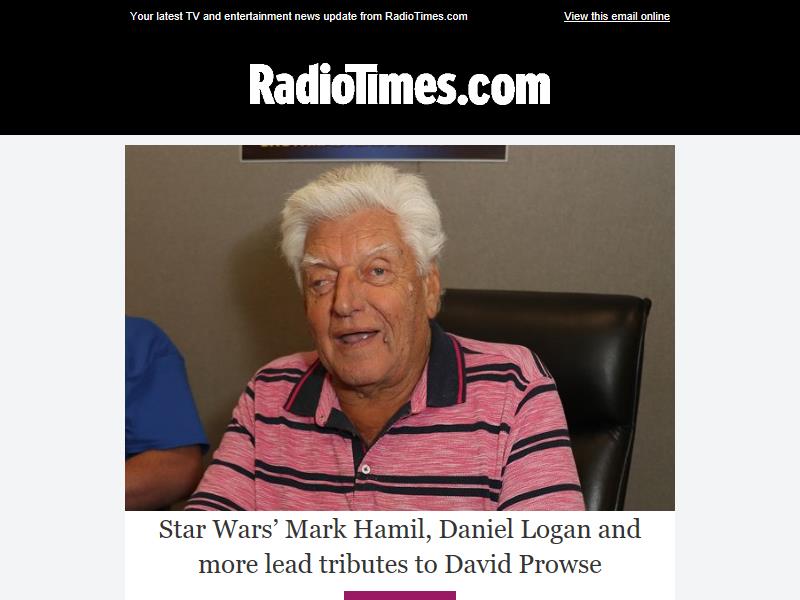 Your latest TV and entertainment news update from RadioTimes.com
View this email online
RadioTimes.com
Star Wars’ Mark Hamil, Daniel Logan and
more lead tributes to David Prowse